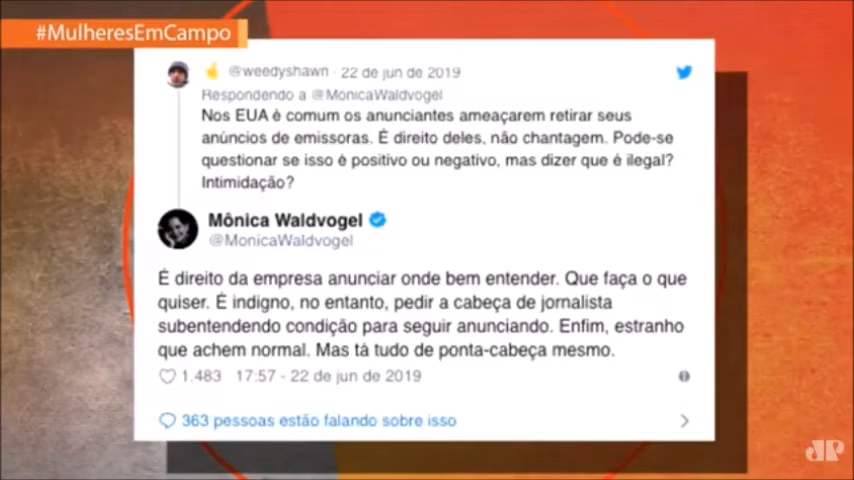 #MulheresEmCampo
@weedyshawn · 22 de jun de 2019
Respondendo a @MonicaWaldvogel
Nos EUA é comum os anunciantes ameaçarem retirar seus
anúncios de emissoras. É direito deles, não chantagem. Pode-se
questionar se isso é positivo ou negativo, mas dizer que é ilegal?
Intimidação?
Mônica Waldvogel
@MonicaWaldvogel
É direito da empresa anunciar onde bem entender. Que faça o que
quiser. É indigno, no entanto, pedir a cabeça de jornalista
subentendendo condição para seguir anunciando. Enfim, estranho
que achem normal. Mas tá tudo de ponta-cabeça mesmo.
1.483 17:57 - 22 de jun de 2019
363 pessoas estão falando sobre isso
JP